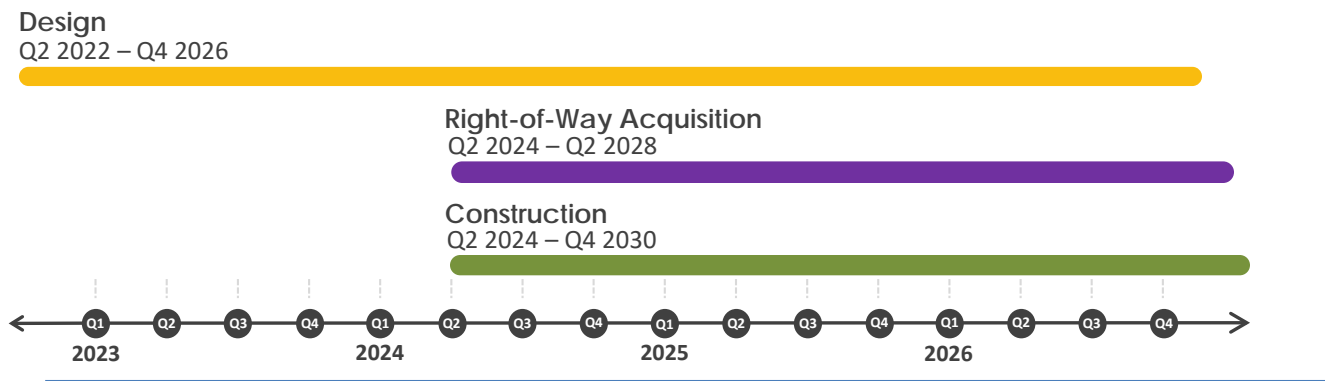 Design
Q2 2022 – Q4 2026
Right-of-Way Acquisition
Q2 2024 – Q2 2028
Construction
Q2 2024 – Q4 2030
Q1 Q2 Q3 Q4 Q1 Q2 Q3 Q4 Q1 Q2 Q3 Q4 Q1 Q2 Q3 Q4
2023 2024 2025 2026